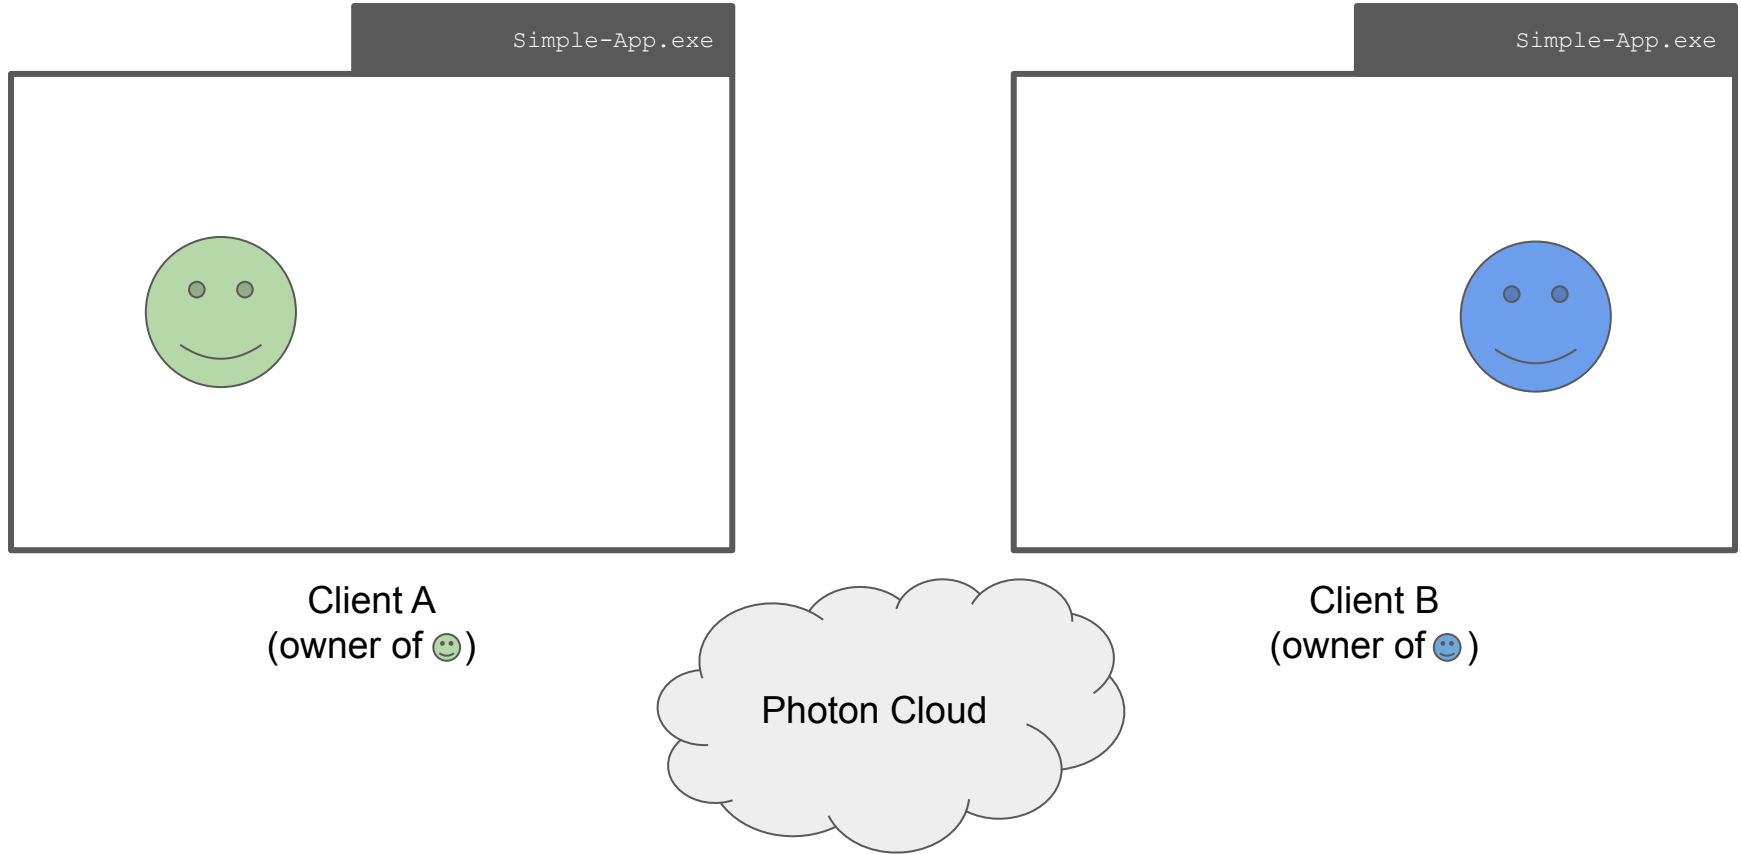 Simple-App.exe
Simple-App.exe
Client A
(owner of )
Client B
(owner of )
Photon Cloud